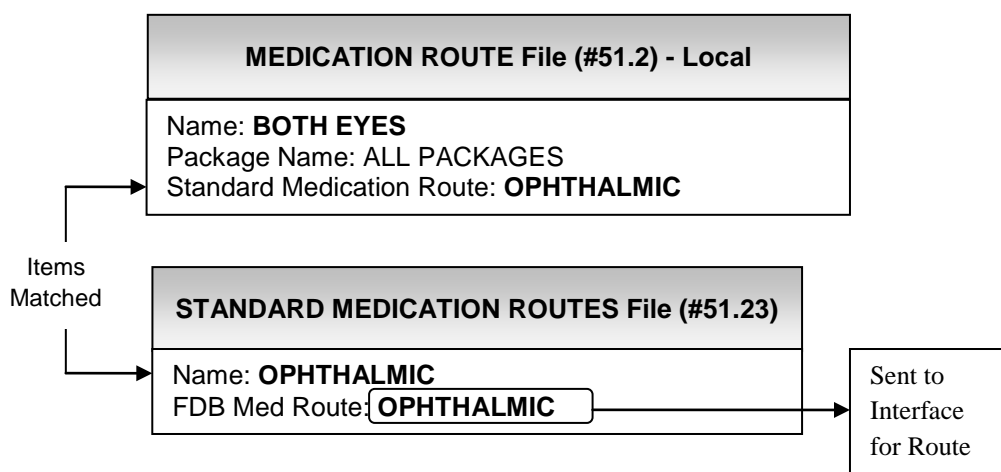 MEDICATION ROUTE File (#51.2) - Local
Name: BOTH EYES
Package Name: ALL PACKAGES
Standard Medication Route: OPHTHALMIC
Items
Matched
STANDARD MEDICATION ROUTES File (#51.23)
Name: OPHTHALMIC
FDB Med Route: OPHTHALMIC
Sent to
Interface
for Route